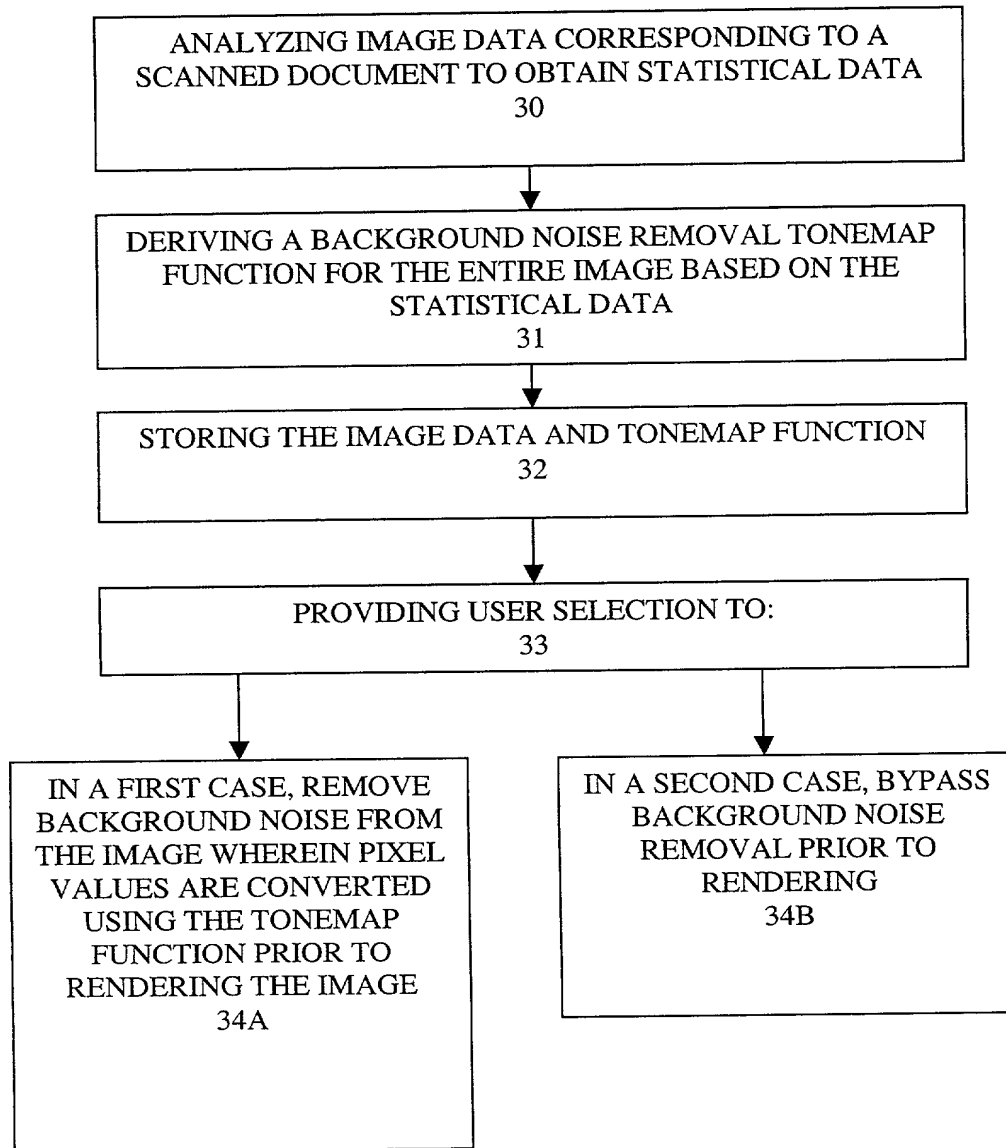 ANALYZING IMAGE DATA CORRESPONDING TO A
SCANNED DOCUMENT TO OBTAIN STATISTICAL DATA
30
DERIVING A BACKGROUND NOISE REMOVAL TONEMAP
FUNCTION FOR THE ENTIRE IMAGE BASED ON THE
STATISTICAL DATA
31
STORING THE IMAGE DATA AND TONEMAP FUNCTION
32
PROVIDING USER SELECTION TO:
33
IN A FIRST CASE, REMOVE
BACKGROUND NOISE FROM
THE IMAGE WHEREIN PIXEL
VALUES ARE CONVERTED
USING THE TONEMAP
FUNCTION PRIOR TO
RENDERING THE IMAGE
34A
IN A SECOND CASE, BYPASS
BACKGROUND NOISE
REMOVAL PRIOR TO
RENDERING
34B